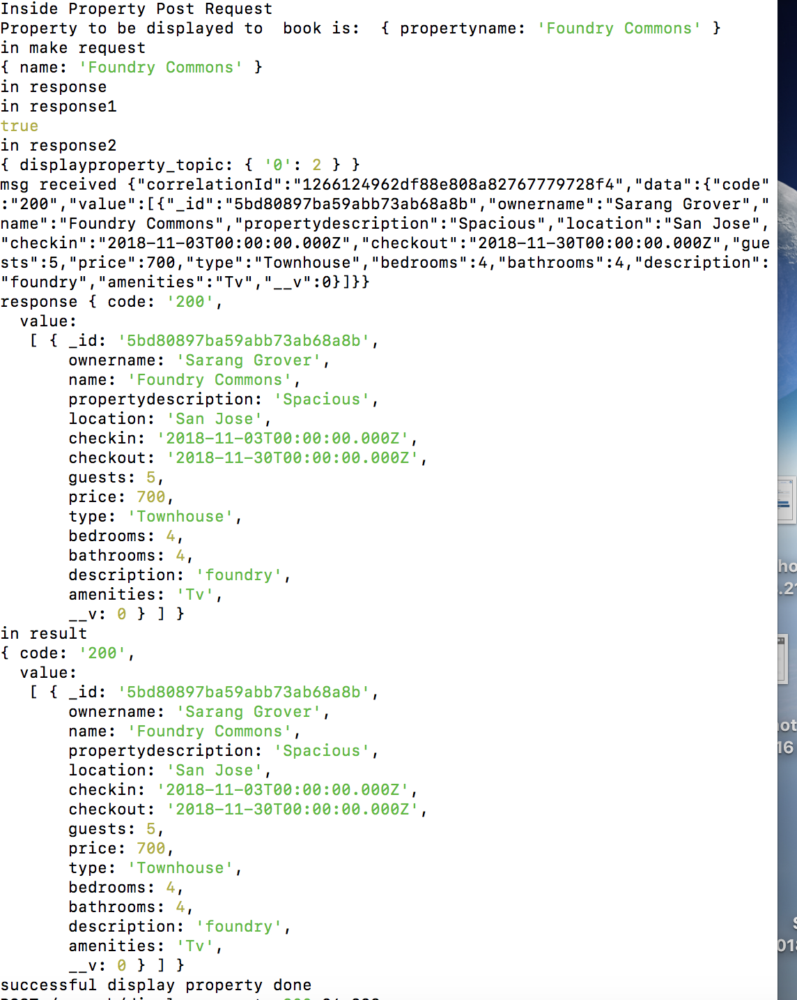 Inside Property Post Request
Property to be displayed to  book is:  { propertyname: 'Foundry Commons' }
in make request
{ name: 'Foundry Commons' }
in response
in response1
true
in response2
{ displayproperty_topic: { '0': 2 } }
msg received {"correlationId":"1266124962df88e808a82767779728f4","data":{"code"
:"200","value":[{"_id":"5bd80897ba59abb73ab68a8b","ownername":"Sarang Grover","
name":"Foundry Commons","propertydescription":"Spacious","location":"San Jose",
"checkin":"2018-11-03T00:00:00.000Z","checkout":"2018-11-30T00:00:00.000Z","gue
sts":5,"price":700,"type":"Townhouse","bedrooms":4,"bathrooms":4,"description":
"foundry","amenities":"Tv","__v":0}]}}
response { code: '200',
  value:
   [ { _id: '5bd80897ba59abb73ab68a8b',
       ownername: 'Sarang Grover',
       name: 'Foundry Commons',
       propertydescription: 'Spacious',
       location: 'San Jose',
       checkin: '2018-11-03T00:00:00.000Z',
       checkout: '2018-11-30T00:00:00.000Z',
       guests: 5,
       price: 700,
       type: 'Townhouse',
       bedrooms: 4,
       bathrooms: 4,
       description: 'foundry',
       amenities: 'Tv',
       __v: 0 } ] }
in result
{ code: '200',
  value:
   [ { _id: '5bd80897ba59abb73ab68a8b',
       ownername: 'Sarang Grover',
       name: 'Foundry Commons',
       propertydescription: 'Spacious',
       location: 'San Jose',
       checkin: '2018-11-03T00:00:00.000Z',
       checkout: '2018-11-30T00:00:00.000Z',
       guests: 5,
       price: 700,
       type: 'Townhouse',
       bedrooms: 4,
       bathrooms: 4,
       description: 'foundry',
       amenities: 'Tv',
       __v: 0 } ] }
successful display property done